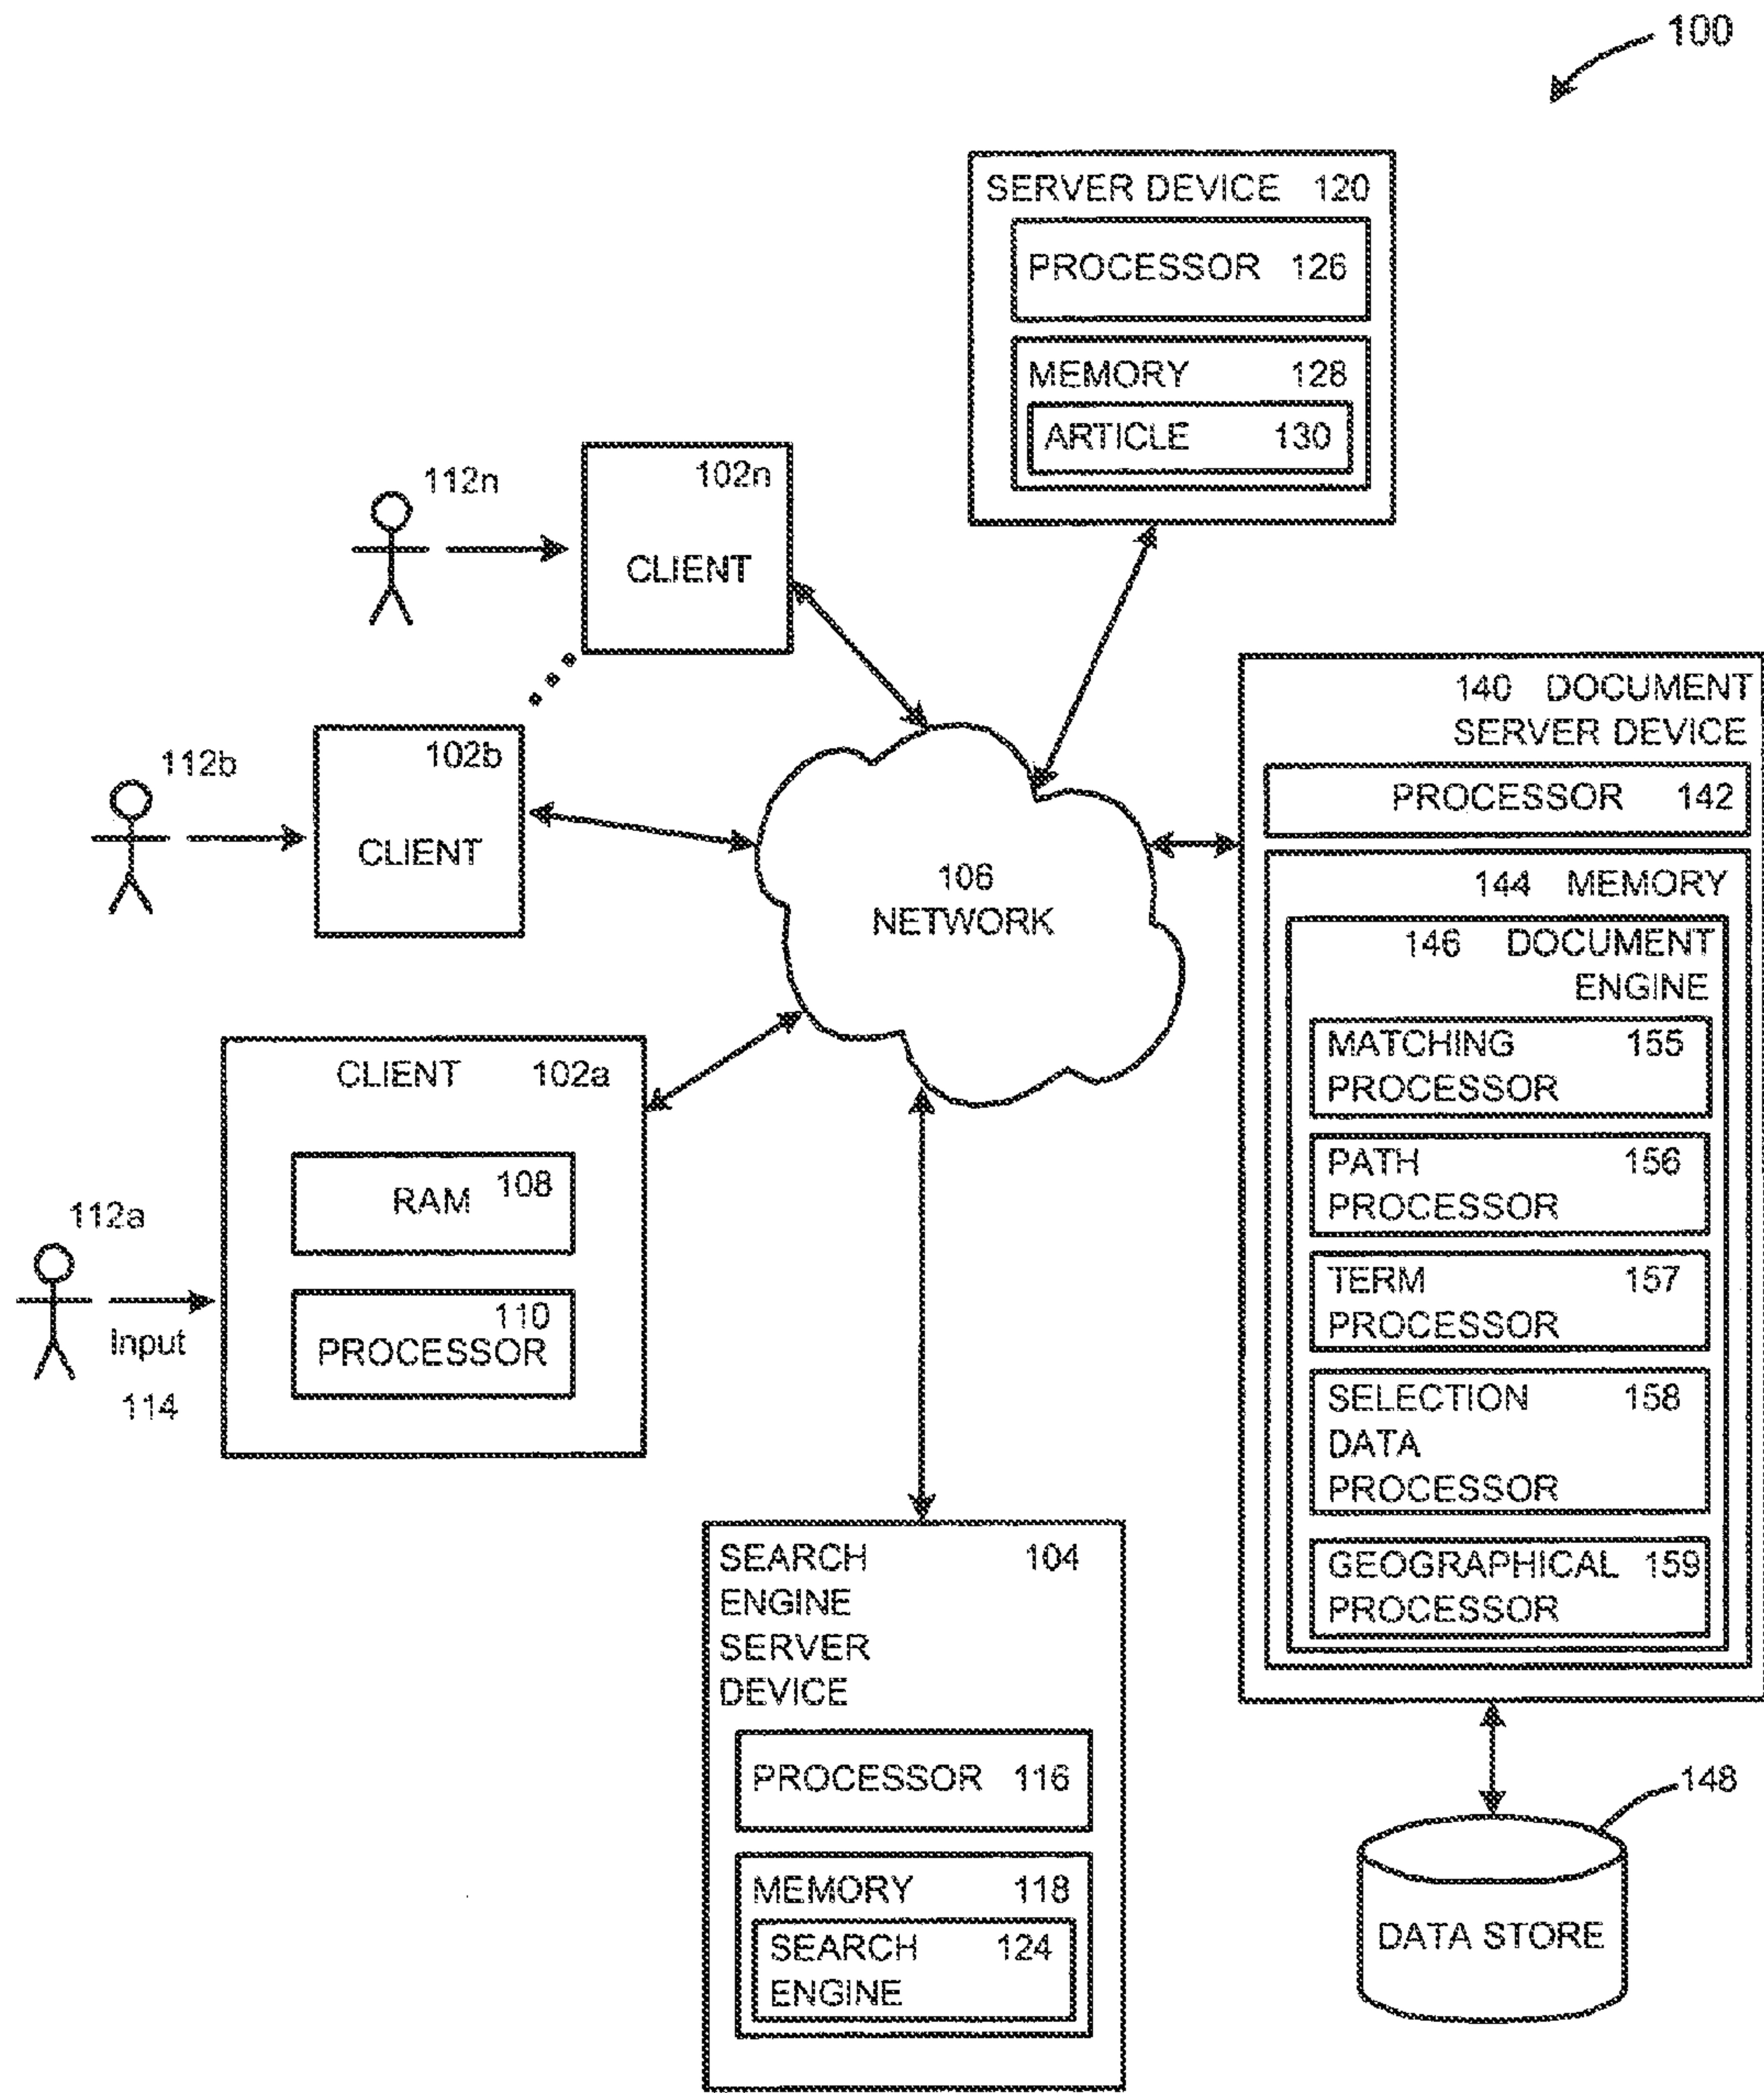 100
SERVER DEVICE 120
PROCESSOR 126
MEMORY 128
ARTICLE 130
112n
102n
CLIENT
112b
102b
CLIENT
106
NETWORK
140 DOCUMENT
SERVER DEVICE
PROCESSOR 142
144 MEMORY
146 DOCUMENT
ENGINE
MATCHING 155
PROCESSOR
PATH 156
PROCESSOR
TERM 157
PROCESSOR
SELECTION 158
DATA
PROCESSOR
GEOGRAPHICAL 159
PROCESSOR
CLIENT 102a
RAM 108
110
PROCESSOR
112a
Input
114
SEARCH 104
ENGINE
SERVER
DEVICE
PROCESSOR 116
MEMORY 118
SEARCH 124
ENGINE
148
DATA STORE